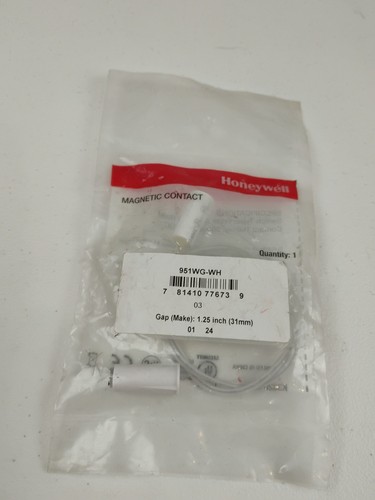 Honeywell
MAGNETIC CONTACT
Quantity: 1
951WG-WH
7 81410 77673 9
03
Gap (Make): 1.25 inch (31mm)
01 24